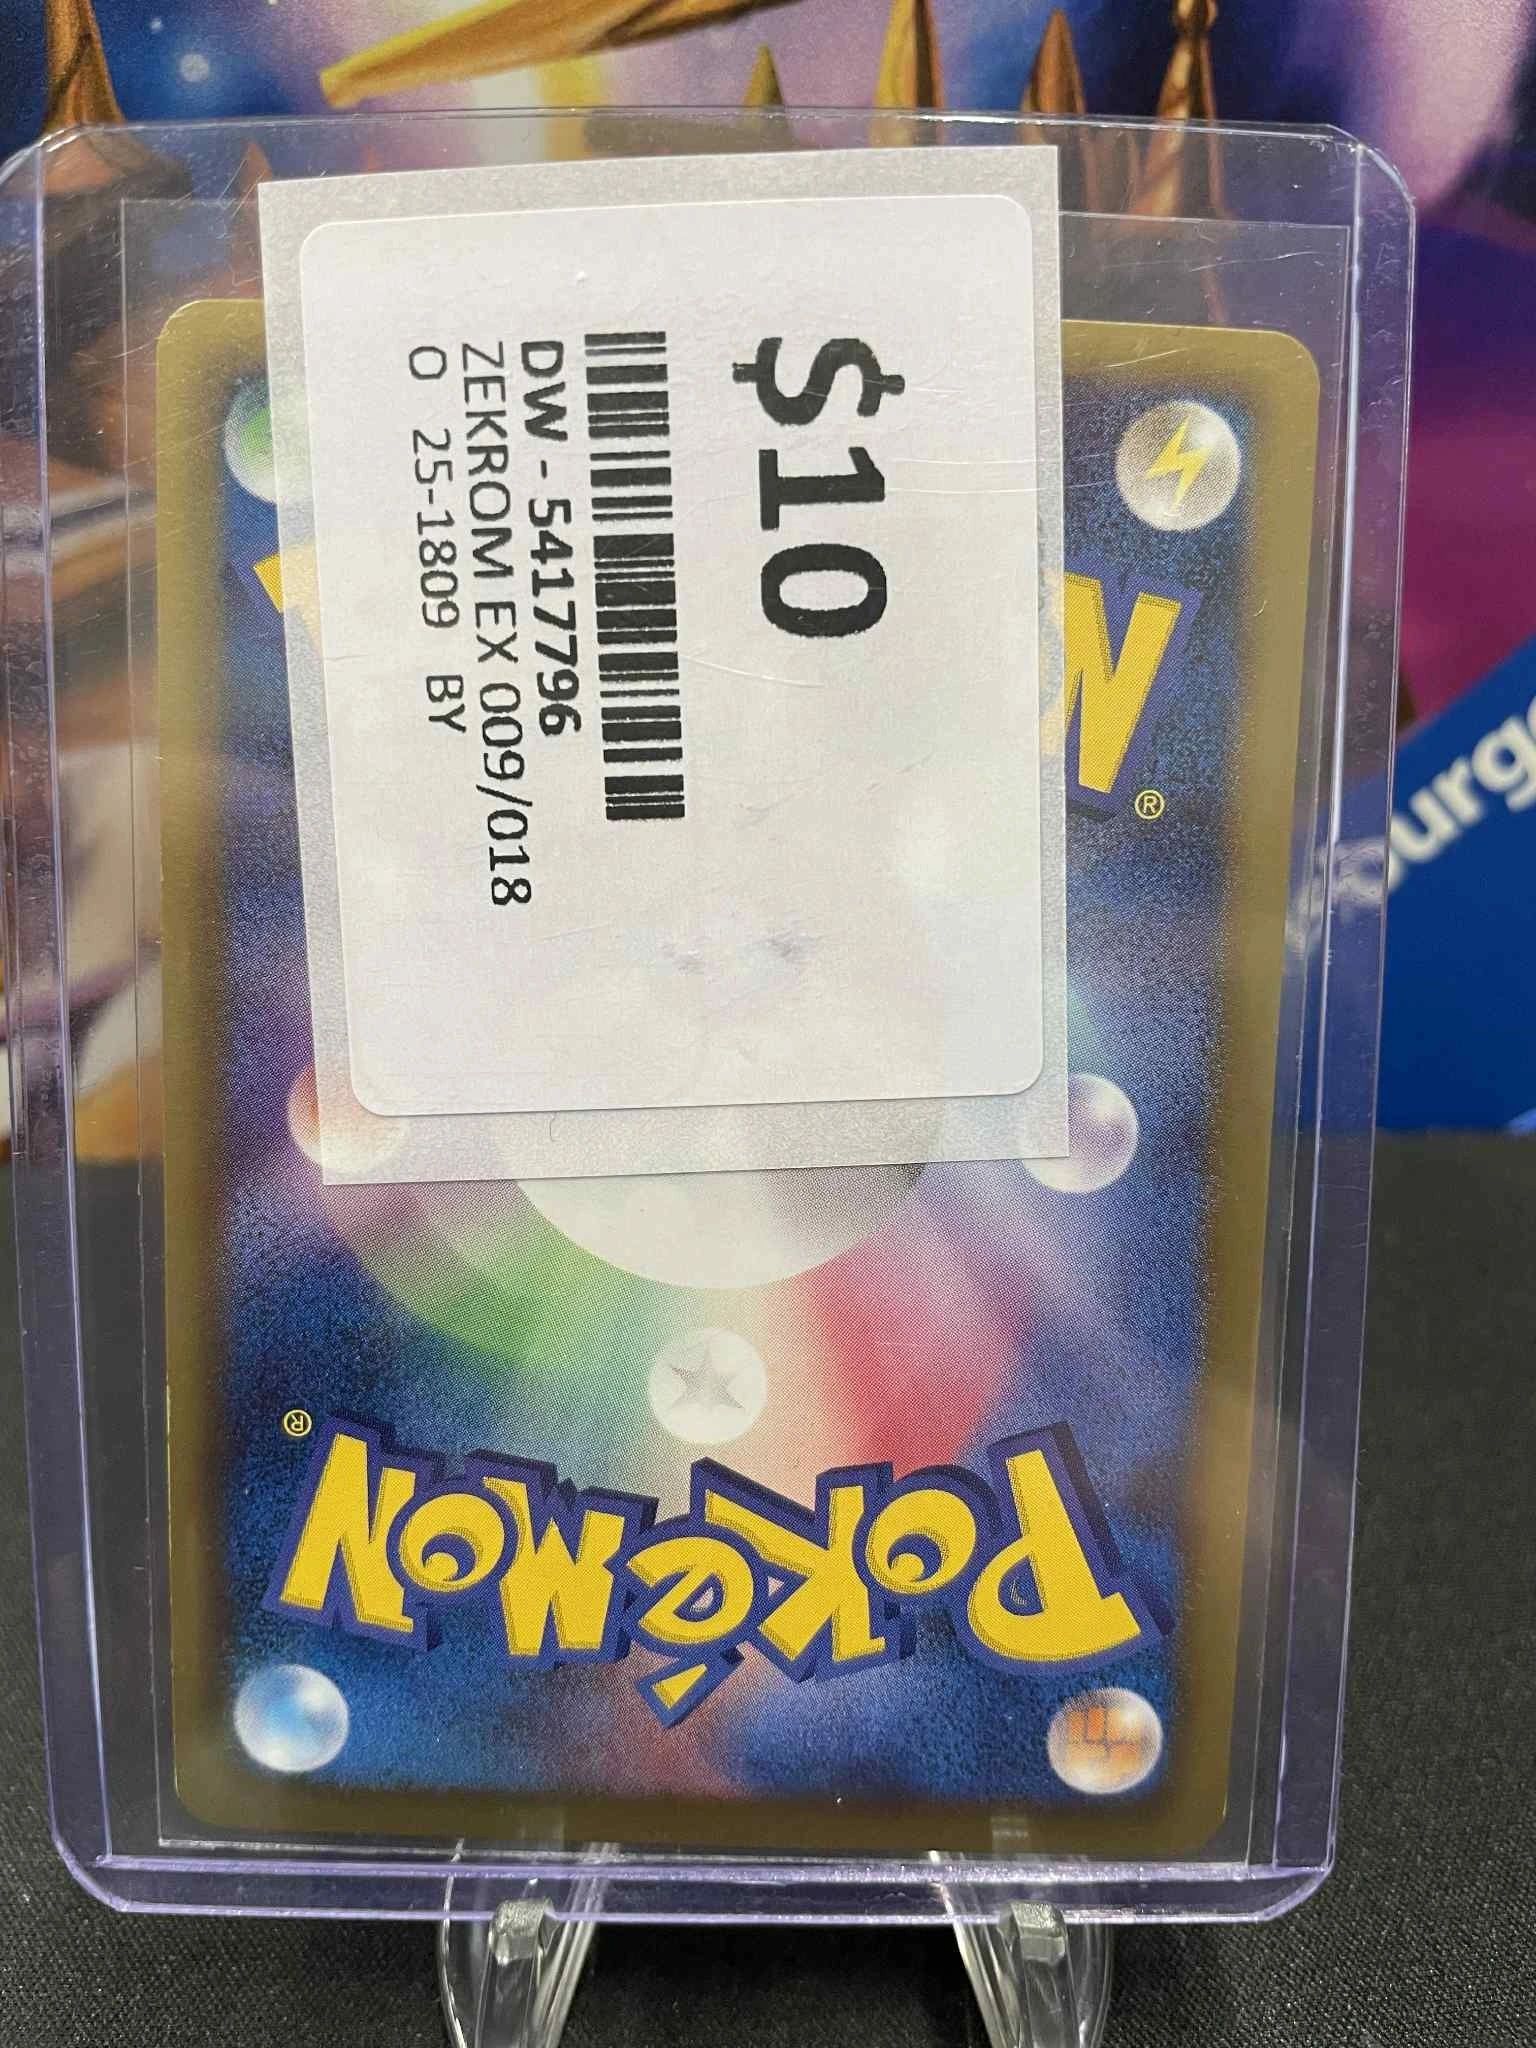 $10
DW - 5417796
ZEKROM EX 009/018
O 25-1809 BY
®
POKéMON
®